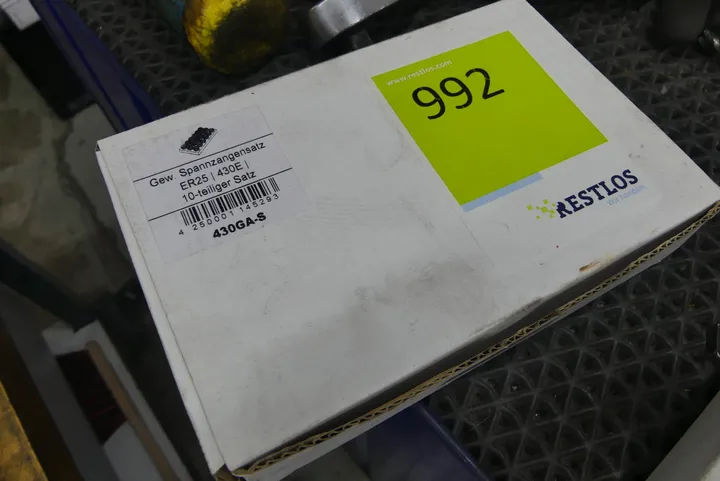 Gew. Spannzangensatz
ER25 | 430E |
10-teiliger Satz
4 250001 145293
430GA-S
www.restlos.com
992
RESTLOS